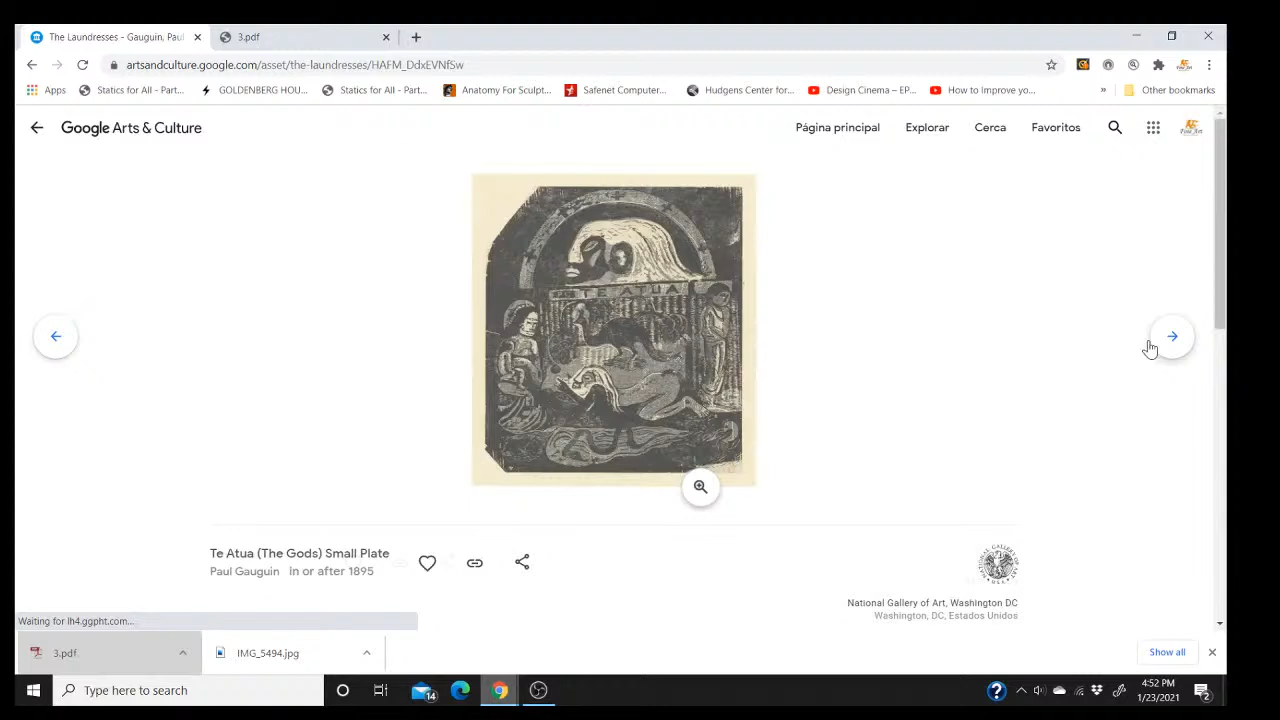 The Laundresses - Gauguin, Paul
3.pdf
artsandculture.google.com/asset/the-laundresses/HAFM_DdxEVNfSw
Apps
Statics for All - Part...
GOLDENBERG HOU...
Statics for All - Part...
Anatomy For Sculpt...
Safenet Computer...
Hudgens Center for...
Design Cinema – EP...
How to Improve yo...
»
Other bookmarks
Google Arts & Culture
Página principal
Explorar
Cerca
Favoritos
TE ATUA
Te Atua (The Gods) Small Plate
Paul Gauguin in or after 1895
National Gallery of Art, Washington DC
Washington, DC, Estados Unidos
Waiting for lh4.ggpht.com...
3.pdf
IMG_5494.jpg
Show all
Type here to search
14
4:52 PM
1/23/2021
2